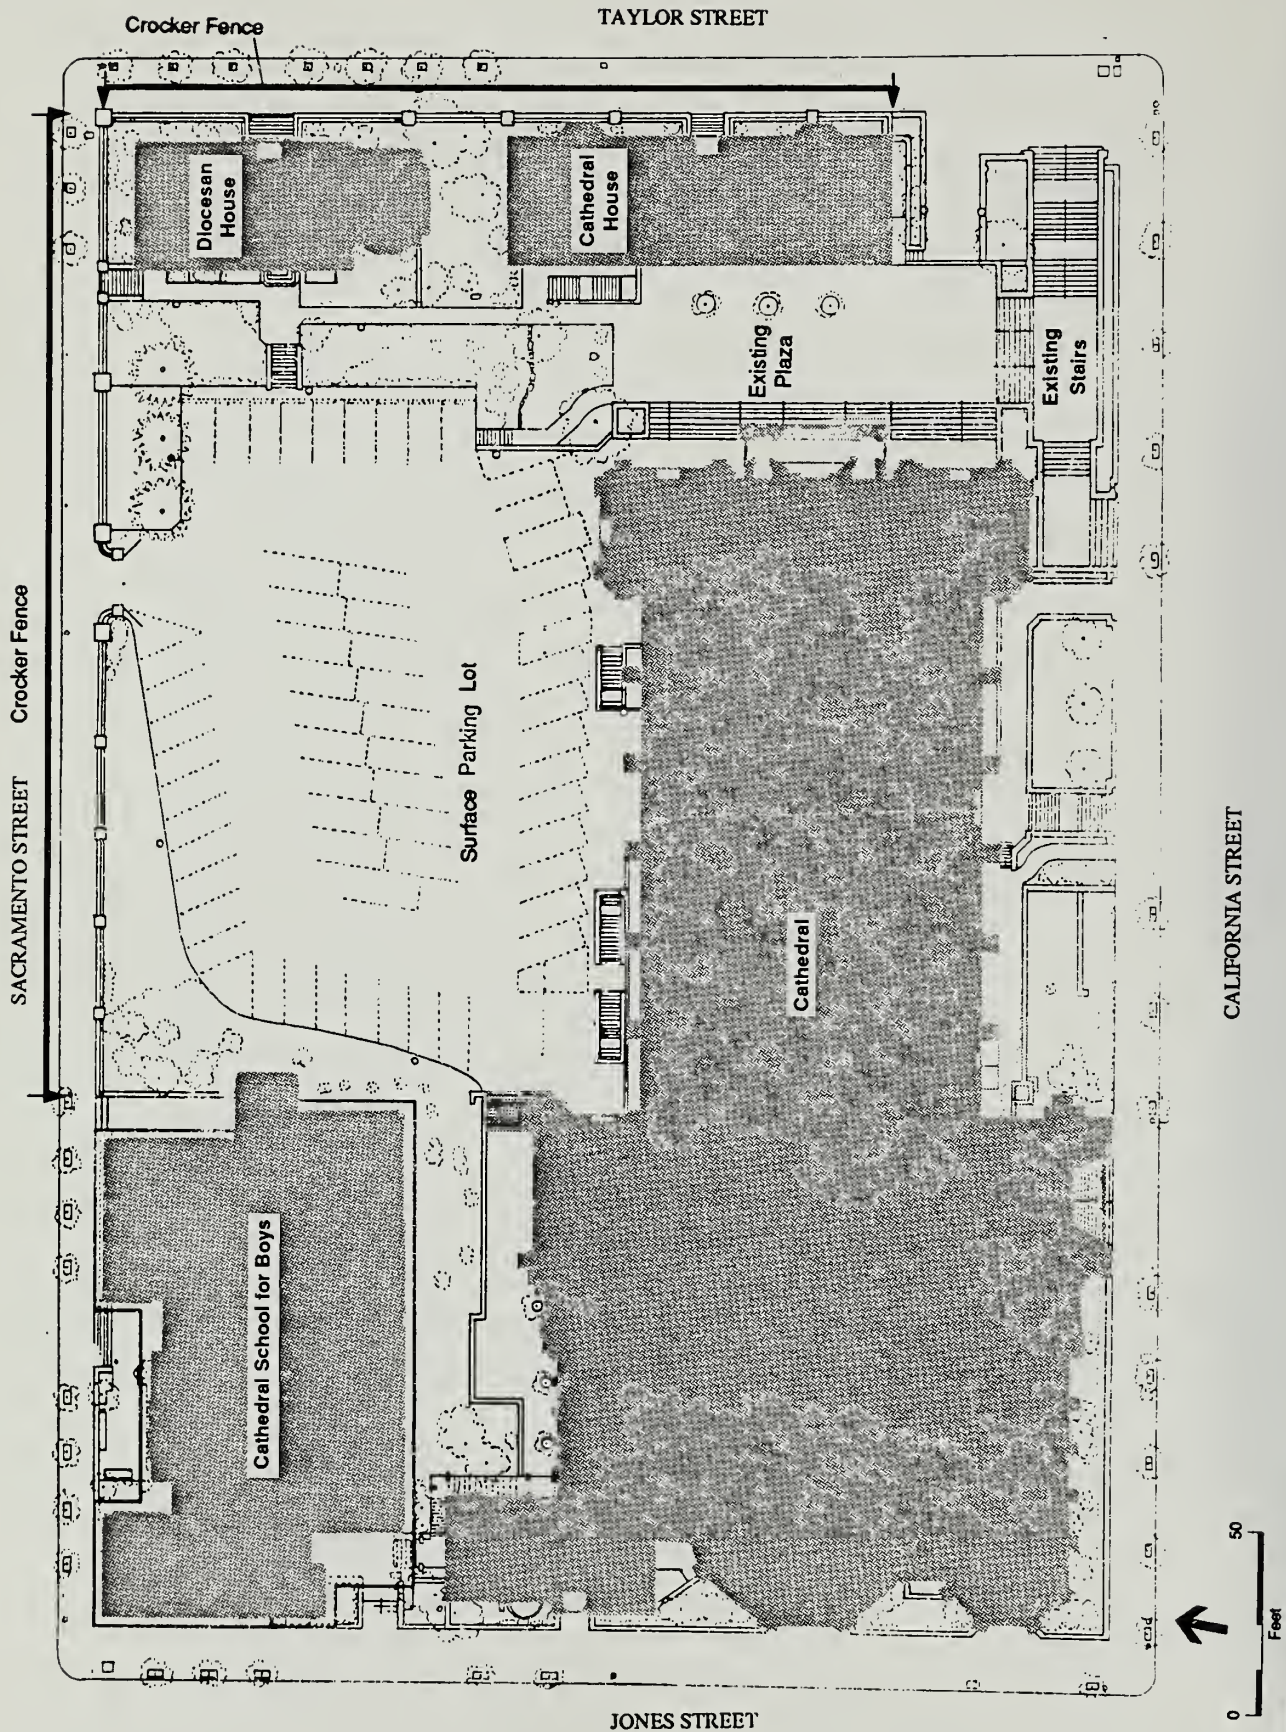 TAYLOR STREET
Crocker Fence
Diocesan
House
Cathedral
House
Existing
Plaza
Existing
Stairs
SACRAMENTO STREET
Crocker Fence
Surface Parking Lot
Cathedral
CALIFORNIA STREET
Cathedral School for Boys
0
50
Feet
JONES STREET